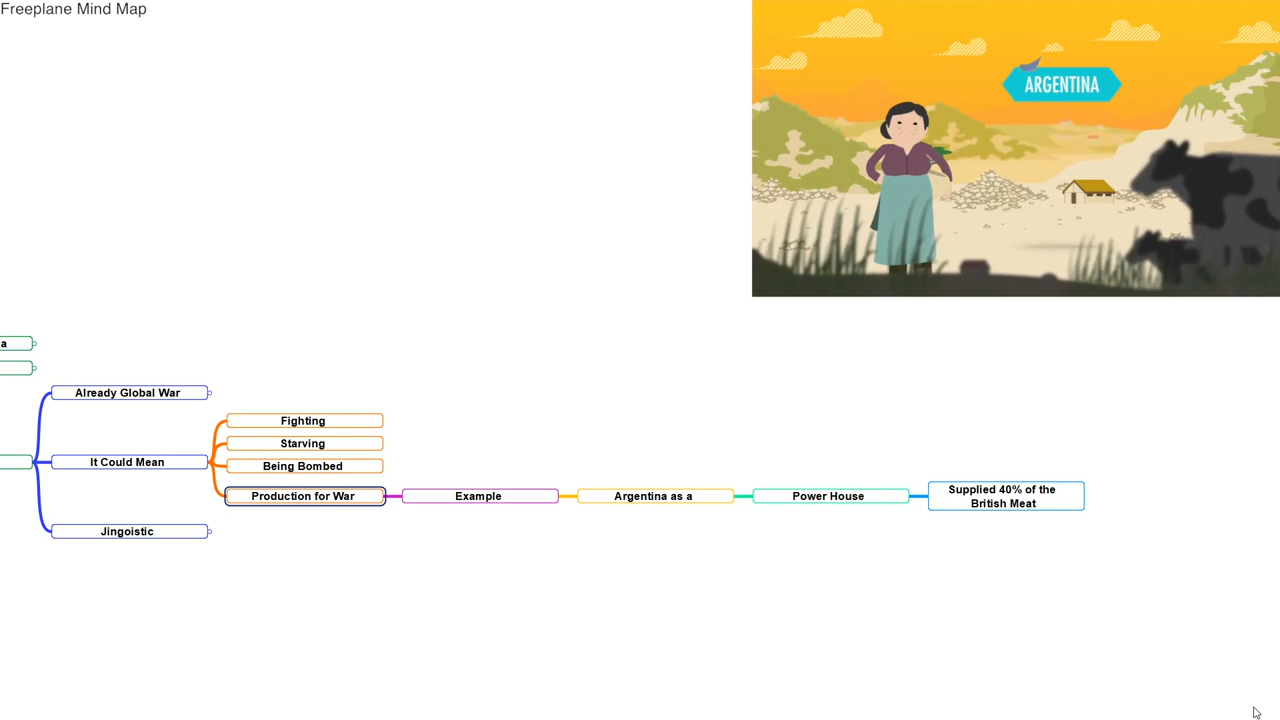 Freeplane Mind Map
ARGENTINA
a
Already Global War
Fighting
Starving
It Could Mean
Being Bombed
Production for War
Example
Argentina as a
Power House
Supplied 40% of the
British Meat
Jingoistic